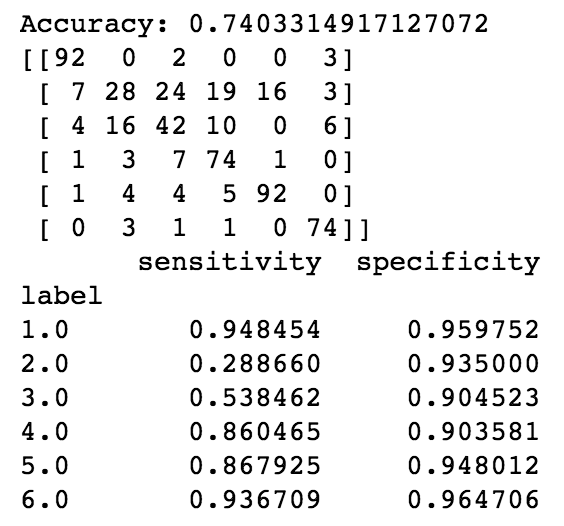 Accuracy: 0.7403314917127072
[[92  0  2  0  0  3]
 [ 7 28 24 19 16  3]
 [ 4 16 42 10  0  6]
 [ 1  3  7 74  1  0]
 [ 1  4  4  5 92  0]
 [ 0  3  1  1  0 74]]
       sensitivity  specificity
label
1.0       0.948454     0.959752
2.0       0.288660     0.935000
3.0       0.538462     0.904523
4.0       0.860465     0.903581
5.0       0.867925     0.948012
6.0       0.936709     0.964706